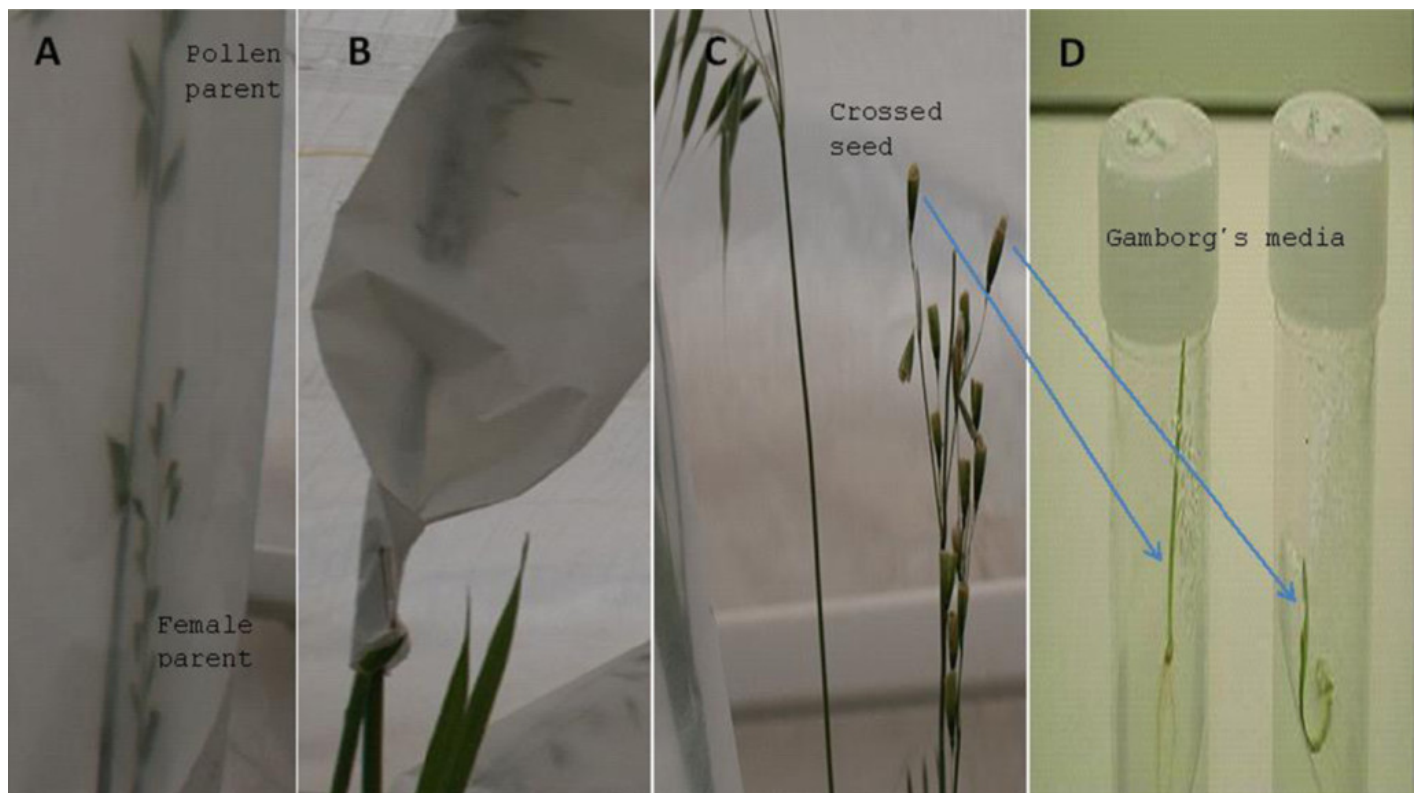 A
Pollen
parent
Female
parent
B
C
Crossed
seed
D
Gamborg's media